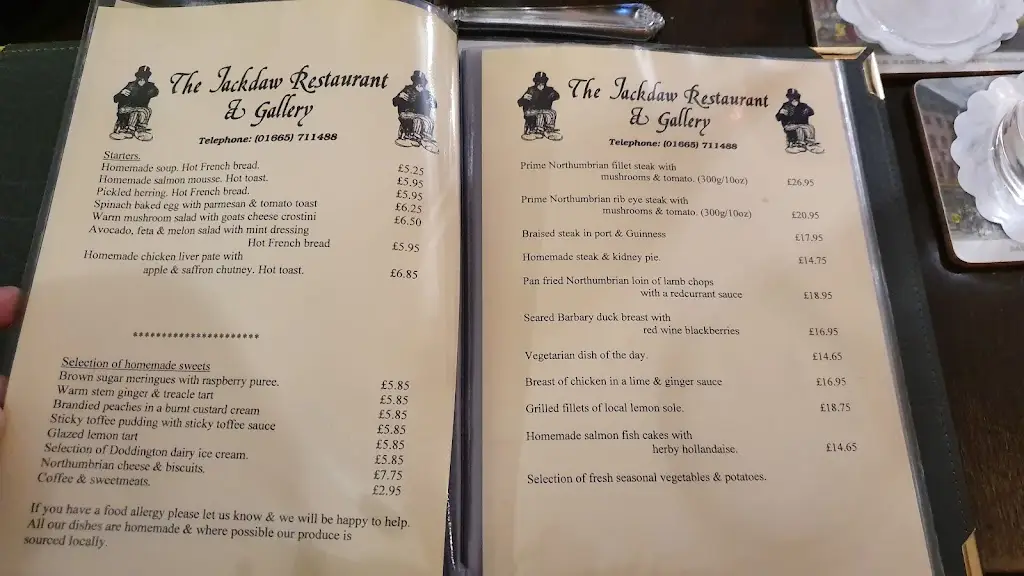 The Jackdaw Restaurant
& Gallery
Telephone: (01665) 711488
Starters.
Homemade soup. Hot French bread. £5.25
Homemade salmon mousse. Hot toast. £5.95
Pickled herring. Hot French bread. £5.95
Spinach baked egg with parmesan & tomato toast £6.25
Warm mushroom salad with goats cheese crostini £6.50
Avocado, feta & melon salad with mint dressing
Hot French bread £5.95
Homemade chicken liver pate with
apple & saffron chutney. Hot toast. £6.85
**********************
Selection of homemade sweets
Brown sugar meringues with raspberry puree. £5.85
Warm stem ginger & treacle tart £5.85
Brandied peaches in a burnt custard cream £5.85
Sticky toffee pudding with sticky toffee sauce £5.85
Glazed lemon tart £5.85
Selection of Doddington dairy ice cream. £5.85
Northumbrian cheese & biscuits. £7.75
Coffee & sweetmeats. £2.95
If you have a food allergy please let us know & we will be happy to help.
All our dishes are homemade & where possible our produce is
sourced locally.
The Jackdaw Restaurant
& Gallery
Telephone: (01665) 711488
Prime Northumbrian fillet steak with
mushrooms & tomato. (300g/10oz) £26.95
Prime Northumbrian rib eye steak with
mushrooms & tomato. (300g/10oz) £20.95
Braised steak in port & Guinness £17.95
Homemade steak & kidney pie. £14.75
Pan fried Northumbrian loin of lamb chops
with a redcurrant sauce £18.95
Seared Barbary duck breast with
red wine blackberries £16.95
Vegetarian dish of the day. £14.65
Breast of chicken in a lime & ginger sauce £16.95
Grilled fillets of local lemon sole. £18.75
Homemade salmon fish cakes with
herby hollandaise. £14.65
Selection of fresh seasonal vegetables & potatoes.